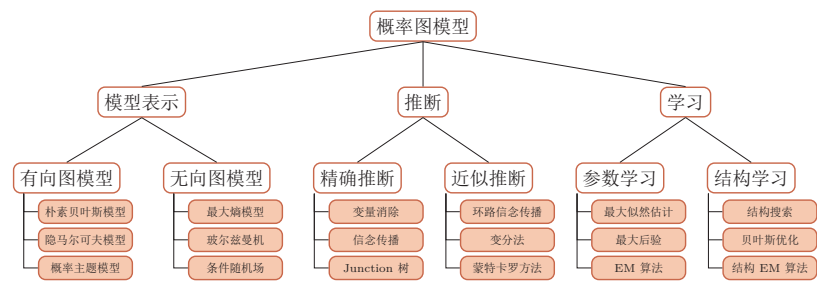 概率图模型
模型表示
推断
学习
有向图模型
无向图模型
精确推断
近似推断
参数学习
结构学习
朴素贝叶斯模型
最大熵模型
变量消除
环路信念传播
最大似然估计
结构搜索
隐马尔可夫模型
玻尔兹曼机
信念传播
变分法
最大后验
贝叶斯优化
概率主题模型
条件随机场
Junction 树
蒙特卡罗方法
EM 算法
结构 EM 算法